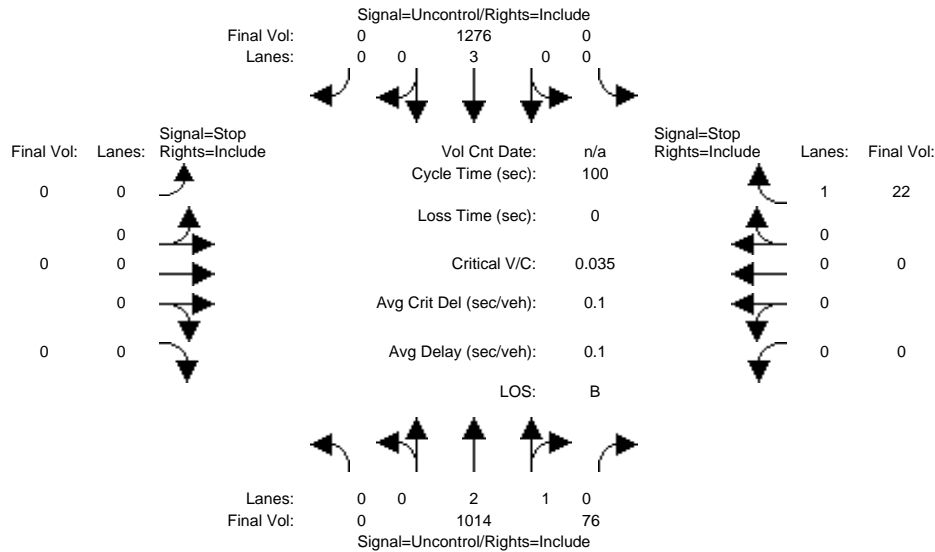 Signal=Uncontrol/Rights=Include
Final Vol: 0 1276 0
Lanes: 0 0 3 0 0
Signal=Stop
Final Vol: Lanes: Rights=Include
Vol Cnt Date: n/a
Signal=Stop
Rights=Include Lanes: Final Vol:
Cycle Time (sec): 100
0 0
1 22
Loss Time (sec): 0
0
0
0 0
Critical V/C: 0.035
0 0
0
Avg Crit Del (sec/veh): 0.1
0
0 0
Avg Delay (sec/veh): 0.1
0 0
LOS: B
Lanes: 0 0 2 1 0
Final Vol: 0 1014 76
Signal=Uncontrol/Rights=Include